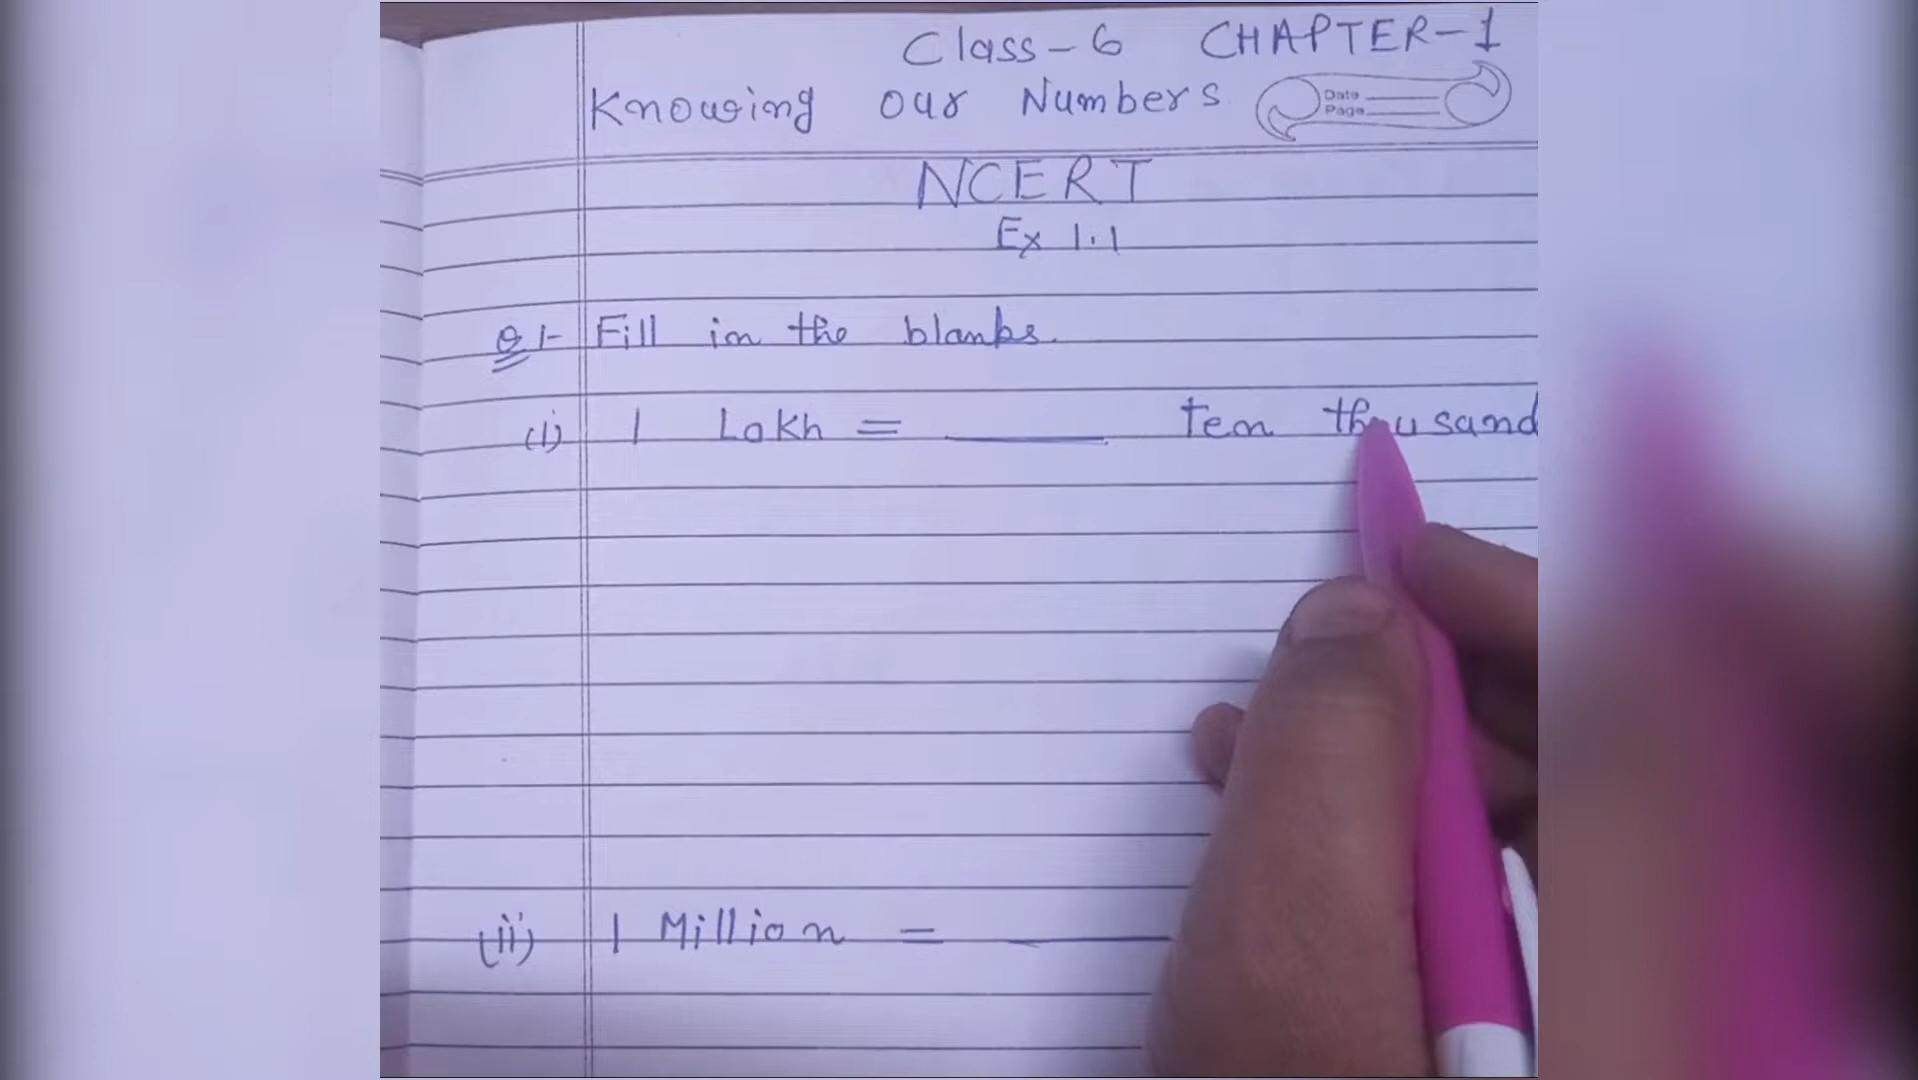 Class-6 CHAPTER-1
Knowing our Numbers
Date
Page
NCERT
Ex 1.1
Q 1- Fill in the blanks.
(i) 1 Lakh = ______ Ten thousand
(ii) 1 Million = ______